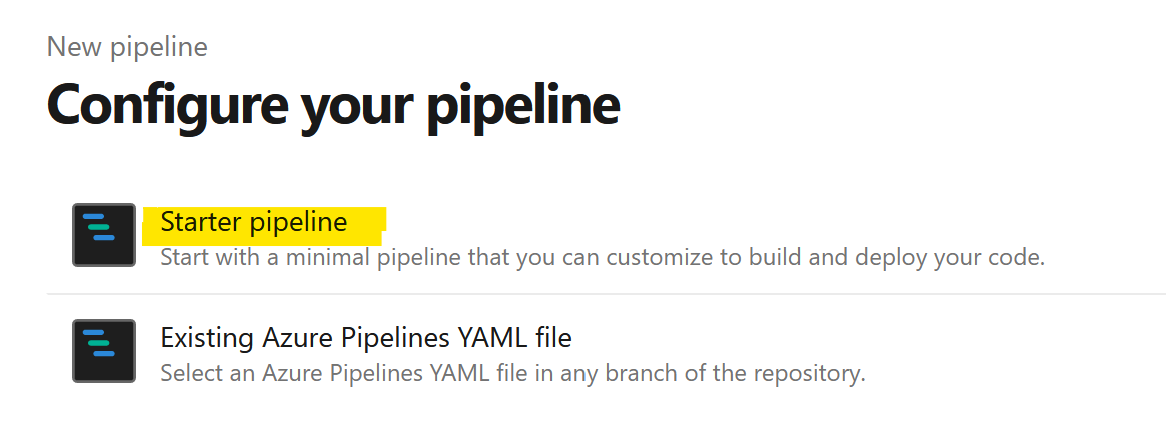 New pipeline
Configure your pipeline
Starter pipeline
Start with a minimal pipeline that you can customize to build and deploy your code.
Existing Azure Pipelines YAML file
Select an Azure Pipelines YAML file in any branch of the repository.